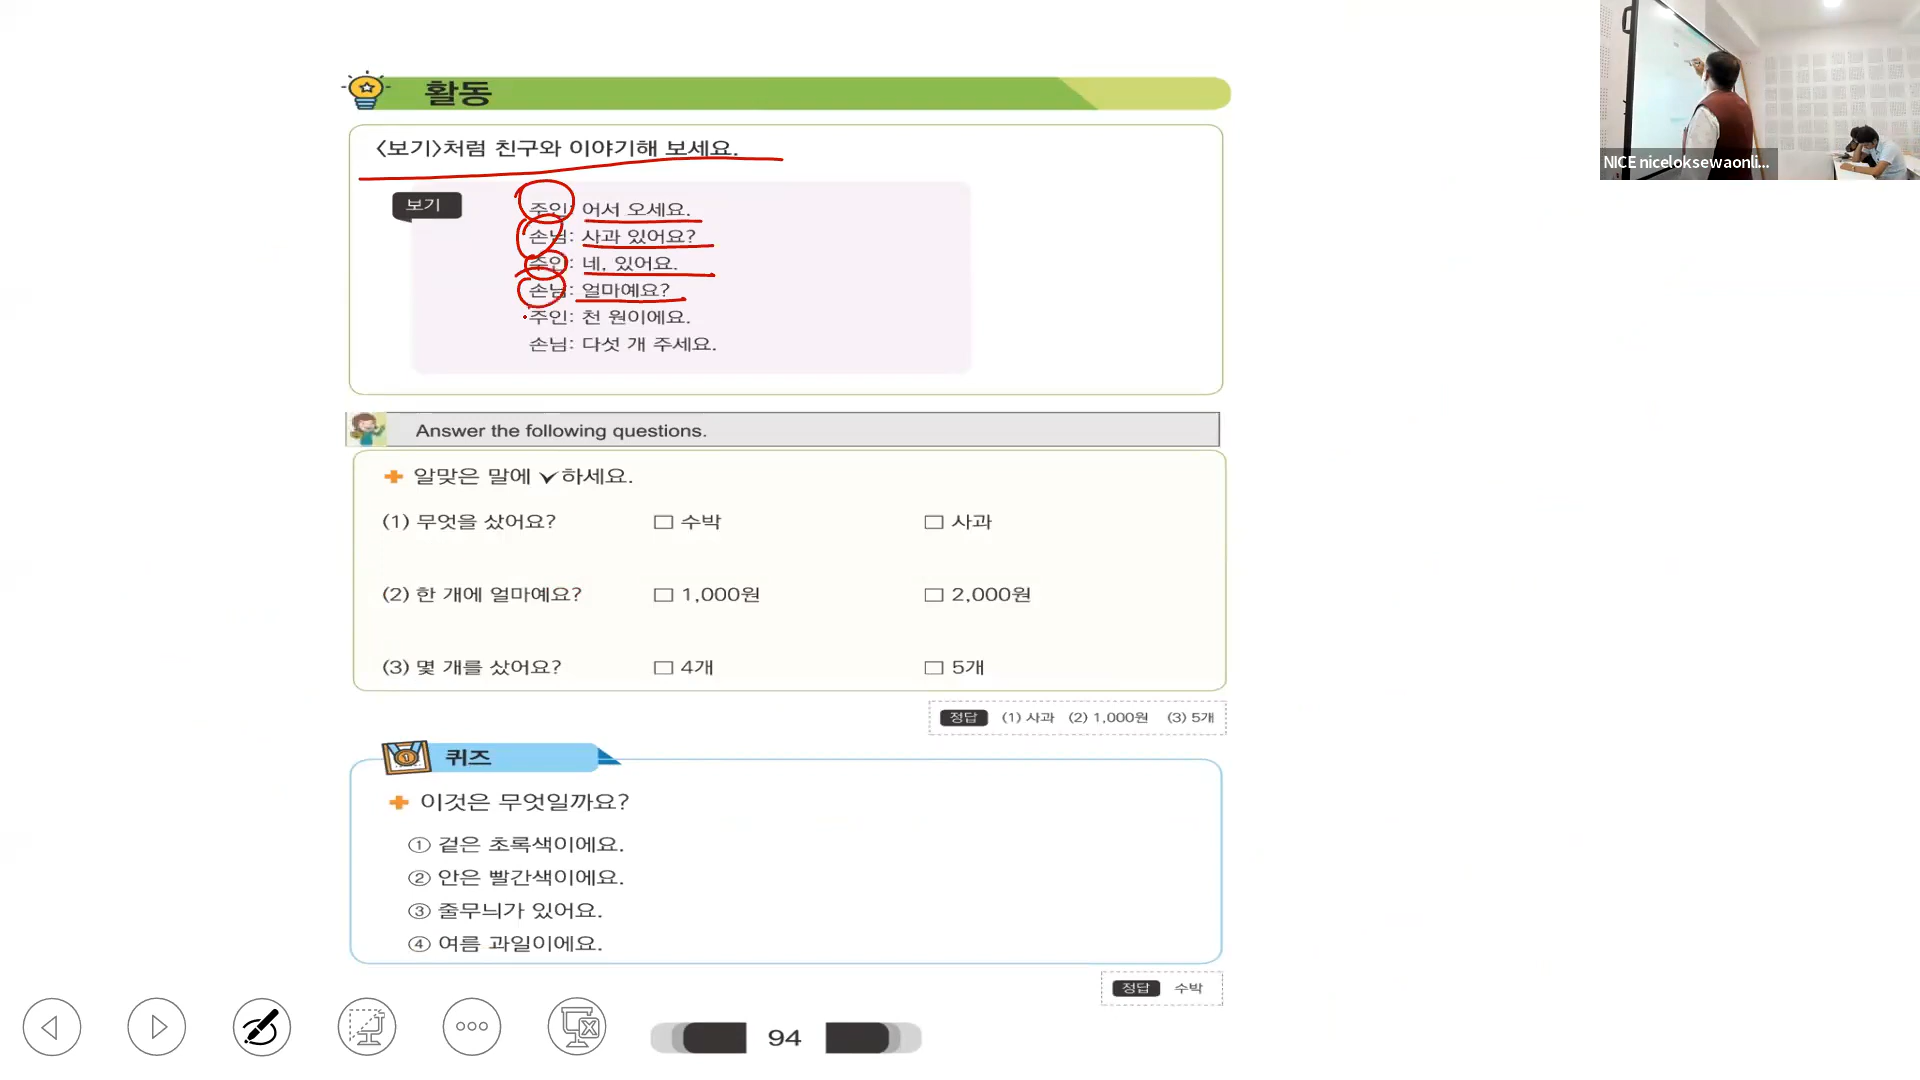 활동
<보기>처럼 친구와 이야기해 보세요.
보기
주인: 어서 오세요.
손님: 사과 있어요?
주인: 네, 있어요.
손님: 얼마예요?
주인: 천 원이에요.
손님: 다섯 개 주세요.
Answer the following questions.
알맞은 말에 ✓하세요.
(1) 무엇을 샀어요? □ 수박 □ 사과
(2) 한 개에 얼마예요? □ 1,000원 □ 2,000원
(3) 몇 개를 샀어요? □ 4개 □ 5개
정답 (1) 사과 (2) 1,000원 (3) 5개
퀴즈
이것은 무엇일까요?
① 겉은 초록색이에요.
② 안은 빨간색이에요.
③ 줄무늬가 있어요.
④ 여름 과일이에요.
정답 수박
94
NICE niceloksewaonli...